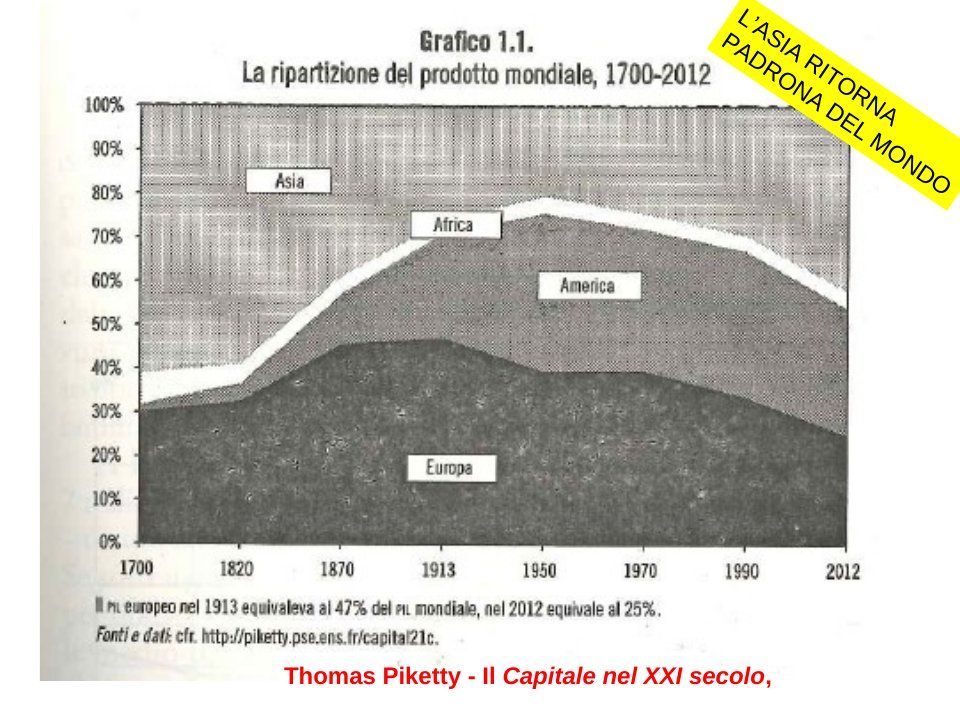 Grafico 1.1.
La ripartizione del prodotto mondiale, 1700-2012
L’ASIA RITORNA
PADRONA DEL MONDO
100%
90%
80%
70%
60%
50%
40%
30%
20%
10%
0%
Asia
Africa
America
Europa
1700 1820 1870 1913 1950 1970 1990 2012
Il PIL europeo nel 1913 equivaleva al 47% del PIL mondiale, nel 2012 equivale al 25%.
Fonti e dati: cfr. http://piketty.pse.ens.fr/capital21c.
Thomas Piketty - Il Capitale nel XXI secolo,